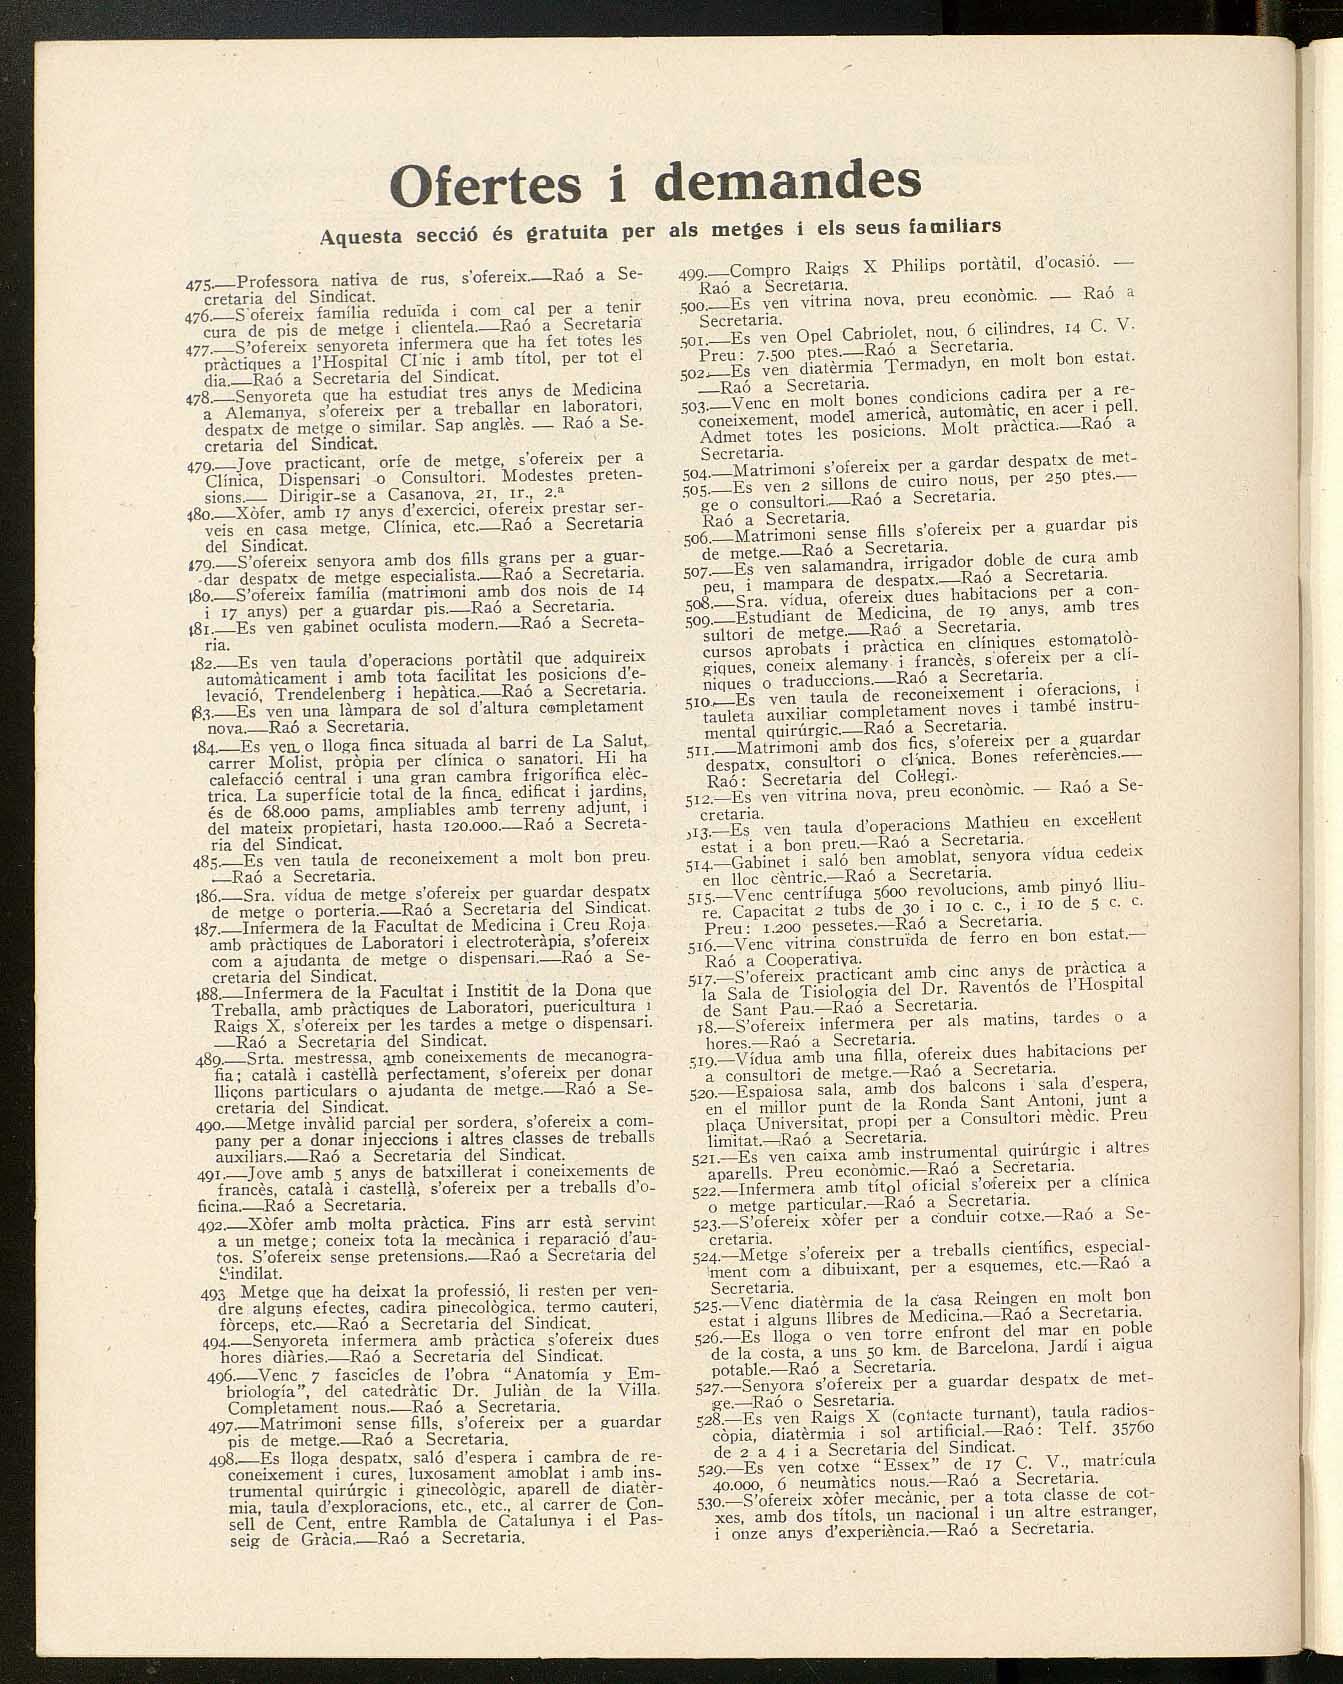 Ofertes i demandes
Aquesta secció és gratuita per als metges i els seus familiars
475.—Professora nativa de rus, s'ofereix.—Raó a Se-
cretaria del Sindicat.
476.—S'ofereix família reduïda i com cal per a tenir
cura de pis de metge i clientela.—Raó a Secretaria
477.—S'ofereix senyoreta infermera que ha fet totes les
pràctiques a l'Hospital Cl nic i amb títol, per tot el
dia.—Raó a Secretaria del Sindicat.
478.—Senyoreta que ha estudiat tres anys de Medicina
a Alemanya, s'ofereix per a treballar en laboratori,
despatx de metge o similar. Sap anglès. — Raó a Se-
cretaria del Sindicat.
479.—Jove practicant, orfe de metge, s'ofereix per a
Clínica, Dispensari o Consultori. Modestes preten-
sions.— Dirigir-se a Casanova, 21, 1r., 2.ª
480.—Xòfer, amb 17 anys d'exercici, ofereix prestar ser-
veis en casa metge, Clínica, etc.—Raó a Secretaria
del Sindicat.
479.—S'ofereix senyora amb dos fills grans per a guar-
dar despatx de metge especialista.—Raó a Secretaria.
480.—S'ofereix família (matrimoni amb dos nois de 14
i 17 anys) per a guardar pis.—Raó a Secretaria.
481.—Es ven gabinet oculista modern.—Raó a Secreta-
ria.
482.—Es ven taula d'operacions portàtil que adquireix
automàticament i amb tota facilitat les posicions d'e-
levació, Trendelenberg i hepàtica.—Raó a Secretaria.
483.—Es ven una làmpara de sol d'altura completament
nova.—Raó a Secretaria.
484.—Es ven o lloga finca situada al barri de La Salut,
carrer Molist, pròpia per clínica o sanatori. Hi ha
calefacció central i una gran cambra frigorífica elèc-
trica. La superfície total de la finca, edificat i jardins,
és de 68.000 pams, ampliables amb terreny adjunt, i
del mateix propietari, hasta 120.000.—Raó a Secreta-
ria del Sindicat.
485.—Es ven taula de reconeixement a molt bon preu.
—Raó a Secretaria.
486.—Sra. vídua de metge s'ofereix per guardar despatx
de metge o porteria.—Raó a Secretaria del Sindicat.
487.—Infermera de la Facultat de Medicina i Creu Roja
amb pràctiques de Laboratori i electroteràpia, s'ofereix
com a ajudanta de metge o dispensari.—Raó a Se-
cretaria del Sindicat.
488.—Infermera de la Facultat i Institit de la Dona que
Treballa, amb pràctiques de Laboratori, puericultura i
Raigs X, s'ofereix per les tardes a metge o dispensari.
—Raó a Secretaria del Sindicat.
489.—Srta. mestressa, amb coneixements de mecanogra-
fia; català i castellà perfectament, s'ofereix per donar
lliçons particulars o ajudanta de metge.—Raó a Se-
cretaria del Sindicat.
490.—Metge invàlid parcial per sordera, s'ofereix a com-
pany per a donar injeccions i altres classes de treballs
auxiliars.—Raó a Secretaria del Sindicat.
491.—Jove amb 5 anys de batxillerat i coneixements de
francès, català i castellà, s'ofereix per a treballs d'o-
ficina.—Raó a Secretaria.
492.—Xòfer amb molta pràctica. Fins arr està servint
a un metge; coneix tota la mecànica i reparació d'au-
tos. S'ofereix sense pretensions.—Raó a Secretaria del
Sindilat.
493 Metge que ha deixat la professió, li resten per ven-
dre alguns efectes, cadira pinecològica, termo cauteri,
fòrceps, etc.—Raó a Secretaria del Sindicat.
494.—Senyoreta infermera amb pràctica s'ofereix dues
hores diàries.—Raó a Secretaria del Sindicat.
496.—Venc 7 fascicles de l'obra "Anatomía y Em-
briología", del catedràtic Dr. Juliàn de la Villa.
Completament nous.—Raó a Secretaria.
497.—Matrimoni sense fills, s'ofereix per a guardar
pis de metge.—Raó a Secretaria.
498.—Es lloga despatx, saló d'espera i cambra de re-
coneixement i cures, luxosament amoblat i amb ins-
trumental quirúrgic i ginecològic, aparell de diatèr-
mia, taula d'exploracions, etc., etc., al carrer de Con-
sell de Cent, entre Rambla de Catalunya i el Pas-
seig de Gràcia.—Raó a Secretaria.
499.—Compro Raigs X Philips portàtil, d'ocasió. —
Raó a Secretaria.
500.—Es ven vitrina nova, preu econòmic. — Raó a
Secretaria.
501.—Es ven Opel Cabriolet, nou, 6 cilindres, 14 C. V.
Preu: 7.500 ptes.—Raó a Secretaria.
502.—Es ven diatèrmia Termadyn, en molt bon estat.
—Raó a Secretaria.
503.—Venc en molt bones condicions cadira per a re-
coneixement, model americà, automàtic, en acer i pell.
Admet totes les posicions. Molt pràctica.—Raó a
Secretaria.
504.—Matrimoni s'ofereix per a gardar despatx de met-
505.—Es ven 2 sillons de cuiro nous, per 250 ptes.—
ge o consultori.—Raó a Secretaria.
Raó a Secretaria.
506.—Matrimoni sense fills s'ofereix per a guardar pis
de metge.—Raó a Secretaria.
507.—Es ven salamandra, irrigador doble de cura amb
peu, i mampara de despatx.—Raó a Secretaria.
508.—Sra. vídua, ofereix dues habitacions per a con-
509.—Estudiant de Medicina, de 19 anys, amb tres
sultori de metge.—Raó a Secretaria.
cursos aprobats i pràctica en clíniques estomatolò-
giques, coneix alemany i francès, s'ofereix per a clí-
niques o traduccions.—Raó a Secretaria.
510.—Es ven taula de reconeixement i oferacions, i
tauleta auxiliar completament noves i també instru-
mental quirúrgic.—Raó a Secretaria.
511.—Matrimoni amb dos fics, s'ofereix per a guardar
despatx, consultori o clínica. Bones referències.—
Raó: Secretaria del Col·legi.
512.—Es ven vitrina nova, preu econòmic. — Raó a Se-
cretaria.
513.—Es ven taula d'operacions Mathieu en excel·lent
estat i a bon preu.—Raó a Secretaria.
514.—Gabinet i saló ben amoblat, senyora vídua cedeix
en lloc cèntric.—Raó a Secretaria.
515.—Venc centrífuga 5600 revolucions, amb pinyó lliu-
re. Capacitat 2 tubs de 30 i 10 c. c., i 10 de 5 c. c.
Preu: 1.200 pessetes.—Raó a Secretaria.
516.—Venc vitrina construïda de ferro en bon estat.—
Raó a Cooperativa.
517.—S'ofereix practicant amb cinc anys de pràctica a
la Sala de Tisiologia del Dr. Raventós de l'Hospital
de Sant Pau.—Raó a Secretaria.
18.—S'ofereix infermera per als matins, tardes o a
hores.—Raó a Secretaria.
519.—Vídua amb una filla, ofereix dues habitacions per
a consultori de metge.—Raó a Secretaria.
520.—Espaiosa sala, amb dos balcons i sala d'espera,
en el millor punt de la Ronda Sant Antoni, junt a
plaça Universitat, propi per a Consultori mèdic. Preu
limitat.—Raó a Secretaria.
521.—Es ven caixa amb instrumental quirúrgic i altres
aparells. Preu econòmic.—Raó a Secretaria.
522.—Infermera amb títol oficial s'ofereix per a clínica
o metge particular.—Raó a Secretaria.
523.—S'ofereix xòfer per a conduir cotxe.—Raó a Se-
cretaria.
524.—Metge s'ofereix per a treballs científics, especial-
ment com a dibuixant, per a esquemes, etc.—Raó a
Secretaria.
525.—Venc diatèrmia de la casa Reingen en molt bon
estat i alguns llibres de Medicina.—Raó a Secretaria.
526.—Es lloga o ven torre enfront del mar en poble
de la costa, a uns 50 km. de Barcelona. Jardí i aigua
potable.—Raó a Secretaria.
527.—Senyora s'ofereix per a guardar despatx de met-
ge.—Raó o Sesretaria.
528.—Es ven Raigs X (contacte turnant), taula radios-
còpia, diatèrmia i sol artificial.—Raó: Telf. 35760
de 2 a 4 i a Secretaria del Sindicat.
529.—Es ven cotxe "Essex" de 17 C. V., matrícula
40.000, 6 neumàtics nous.—Raó a Secretaria.
530.—S'ofereix xòfer mecànic, per a tota classe de cot-
xes, amb dos títols, un nacional i un altre estranger,
i onze anys d'experiència.—Raó a Secretaria.